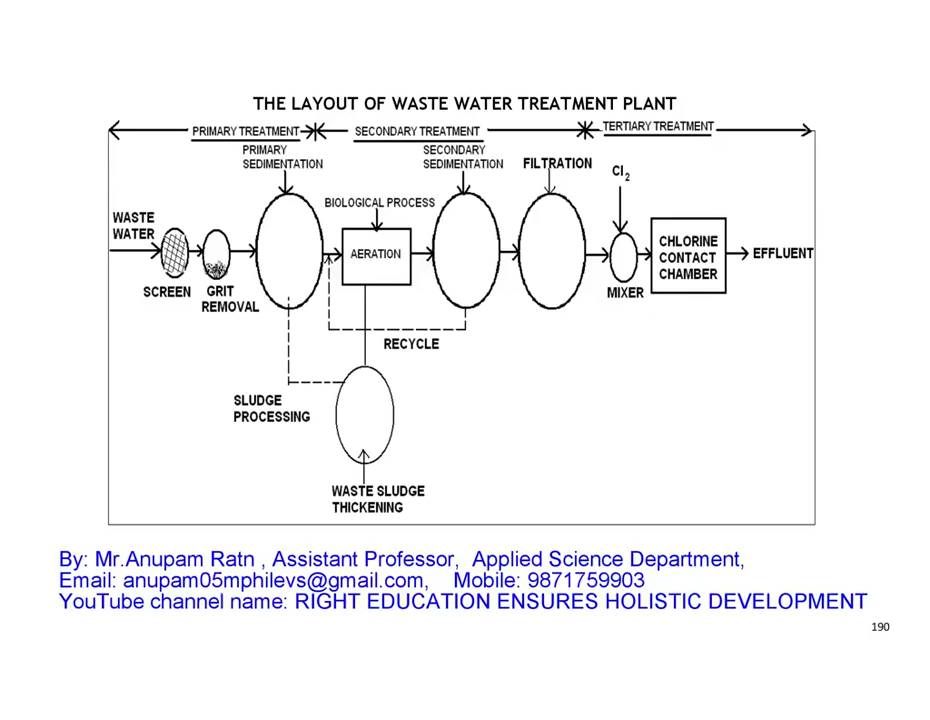 THE LAYOUT OF WASTE WATER TREATMENT PLANT
PRIMARY TREATMENT
SECONDARY TREATMENT
TERTIARY TREATMENT
PRIMARY
SEDIMENTATION
SECONDARY
SEDIMENTATION
FILTRATION
Cl2
BIOLOGICAL PROCESS
WASTE
WATER
AERATION
CHLORINE
CONTACT
CHAMBER
EFFLUENT
SCREEN
GRIT
REMOVAL
MIXER
RECYCLE
SLUDGE
PROCESSING
WASTE SLUDGE
THICKENING
By: Mr.Anupam Ratn , Assistant Professor, Applied Science Department,
Email: anupam05mphilevs@gmail.com, Mobile: 9871759903
YouTube channel name: RIGHT EDUCATION ENSURES HOLISTIC DEVELOPMENT
190